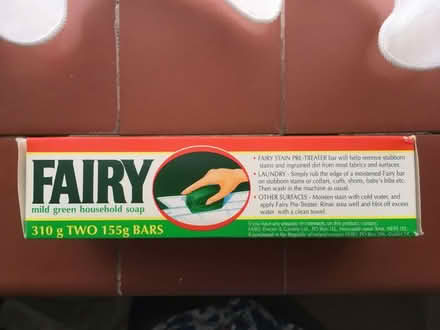 FAIRY
mild green household soap
310 g TWO 155g BARS
• FAIRY STAIN PRE-TREATER bar will help remove stubborn
stains and ingrained dirt from most fabrics and surfaces.
• LAUNDRY - Simply rub the edge of a moistened Fairy bar
on stubborn stains or collars, cuffs, shorts, baby's bibs etc.
Then wash in the machine as usual.
• OTHER SURFACES - Moisten stain with cold water, and
apply Fairy Pre-Treater. Rinse area well and blot off excess
water with a clean towel.